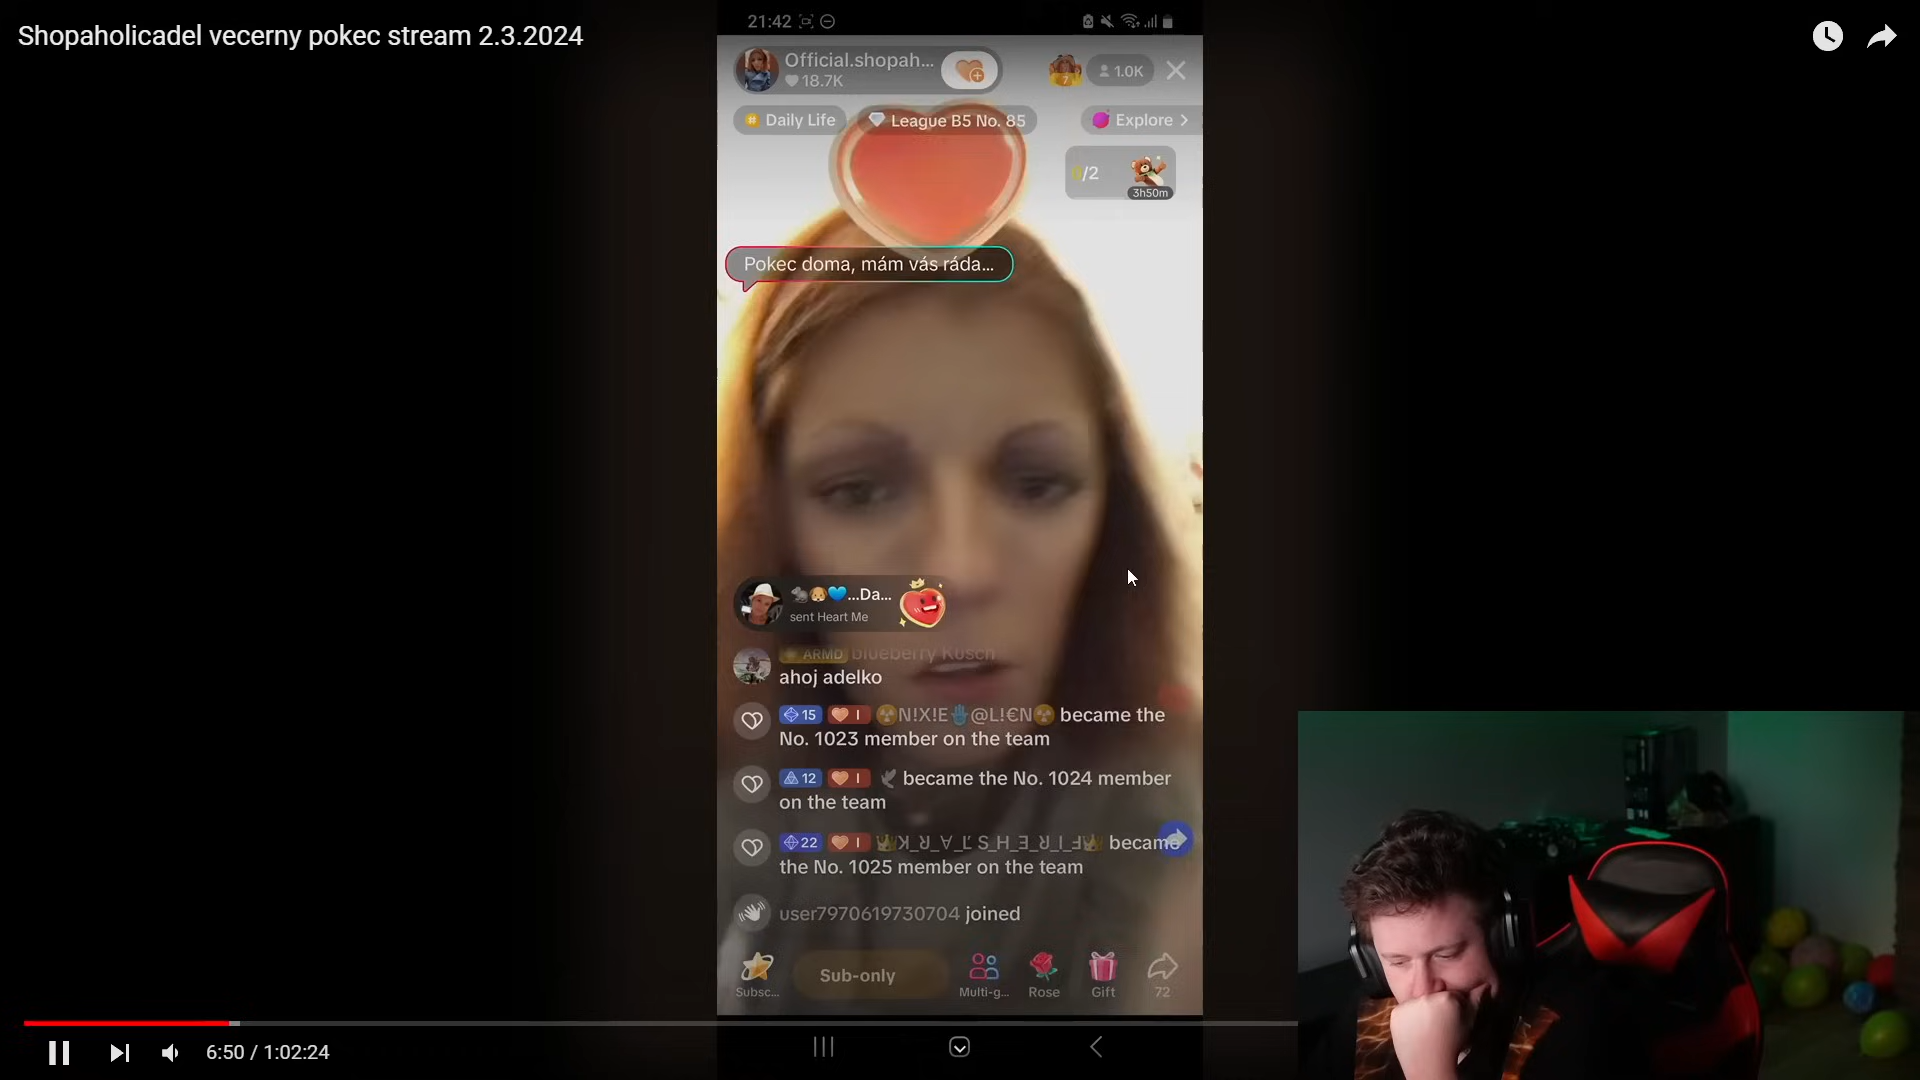 Shopaholicadel vecerny pokec stream 2.3.2024
21:42
Official.shopah...
18.7K
1.0K
Daily Life
League B5 No. 85
Explore >
/2
3h50m
Pokec doma, mám vás ráda...
...Da...
sent Heart Me
ARMD blueberry Kusch
ahoj adelko
15 I N!X!E@L!€N became the
No. 1023 member on the team
12 I became the No. 1024 member
on the team
22 I became
the No. 1025 member on the team
user7970619730704 joined
Subsc...
Sub-only
Multi-g...
Rose
Gift
72
6:50 / 1:02:24